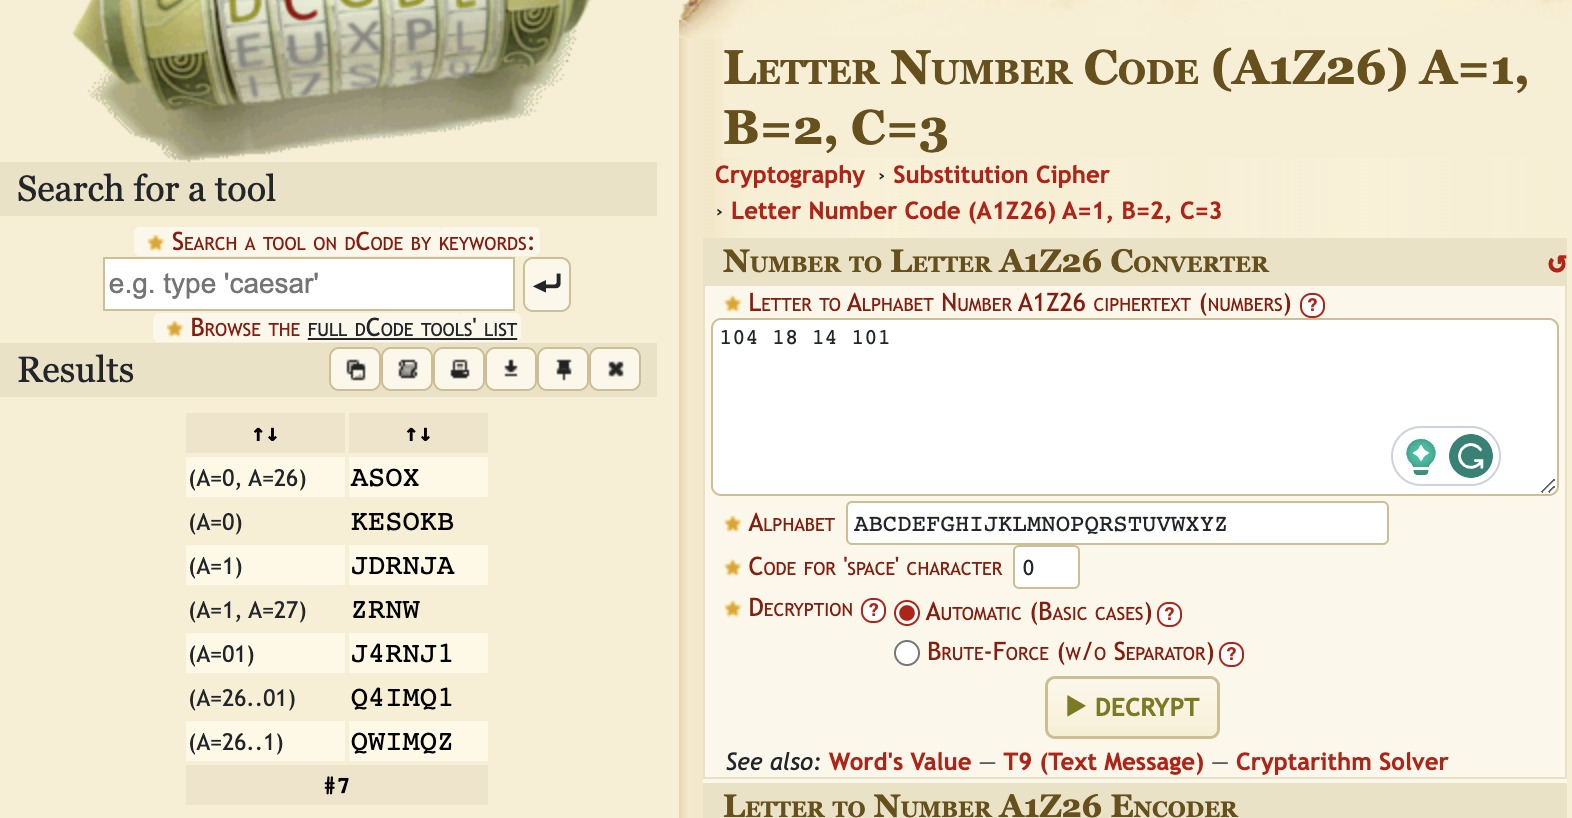 DCODE
EUXPL
Search for a tool
Search a tool on dCode by keywords:
e.g. type 'caesar'
Browse the full dCode tools' list
Results
↑↓ ↑↓
(A=0, A=26) ASOX
(A=0) KESOKB
(A=1) JDRNJA
(A=1, A=27) ZRNW
(A=01) J4RNJ1
(A=26..01) Q4IMQ1
(A=26..1) QWIMQZ
#7
Letter Number Code (A1Z26) A=1,
B=2, C=3
Cryptography › Substitution Cipher
› Letter Number Code (A1Z26) A=1, B=2, C=3
Number to Letter A1Z26 Converter
Letter to Alphabet Number A1Z26 ciphertext (numbers) ?
104 18 14 101
Alphabet ABCDEFGHIJKLMNOPQRSTUVWXYZ
Code for 'space' character 0
Decryption ? Automatic (Basic cases) ?
Brute-Force (w/o Separator) ?
▶ DECRYPT
See also: Word's Value — T9 (Text Message) — Cryptarithm Solver
Letter to Number A1Z26 Encoder